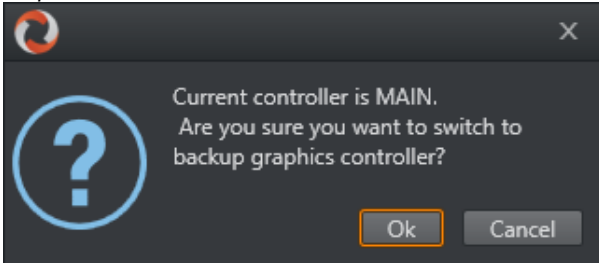 Current controller is MAIN.
Are you sure you want to switch to
backup graphics controller?
Ok Cancel